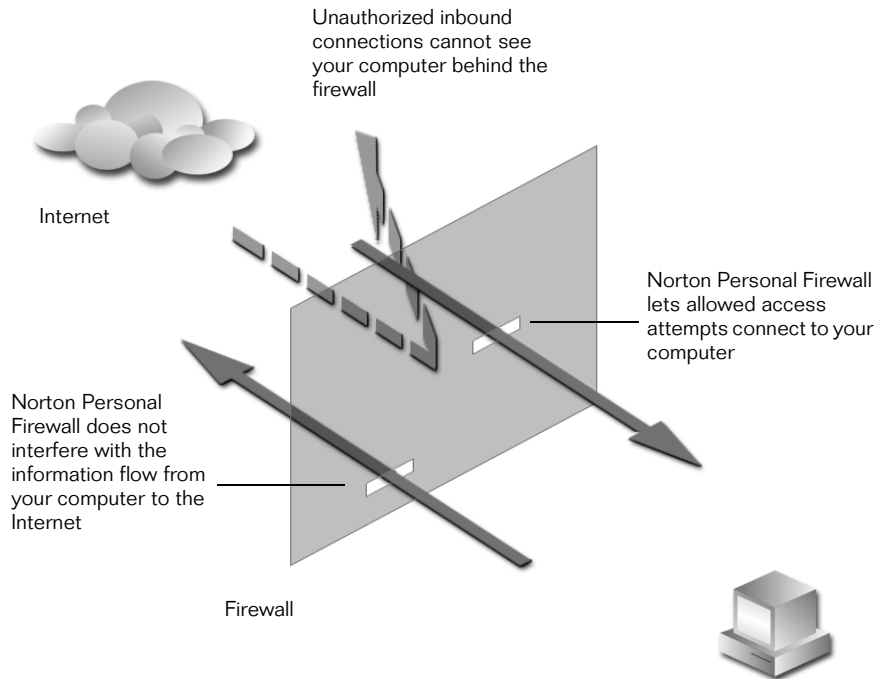 Unauthorized inbound
connections cannot see
your computer behind the
firewall
Internet
Norton Personal Firewall
lets allowed access
attempts connect to your
computer
Norton Personal
Firewall does not
interfere with the
information flow from
your computer to the
Internet
Firewall